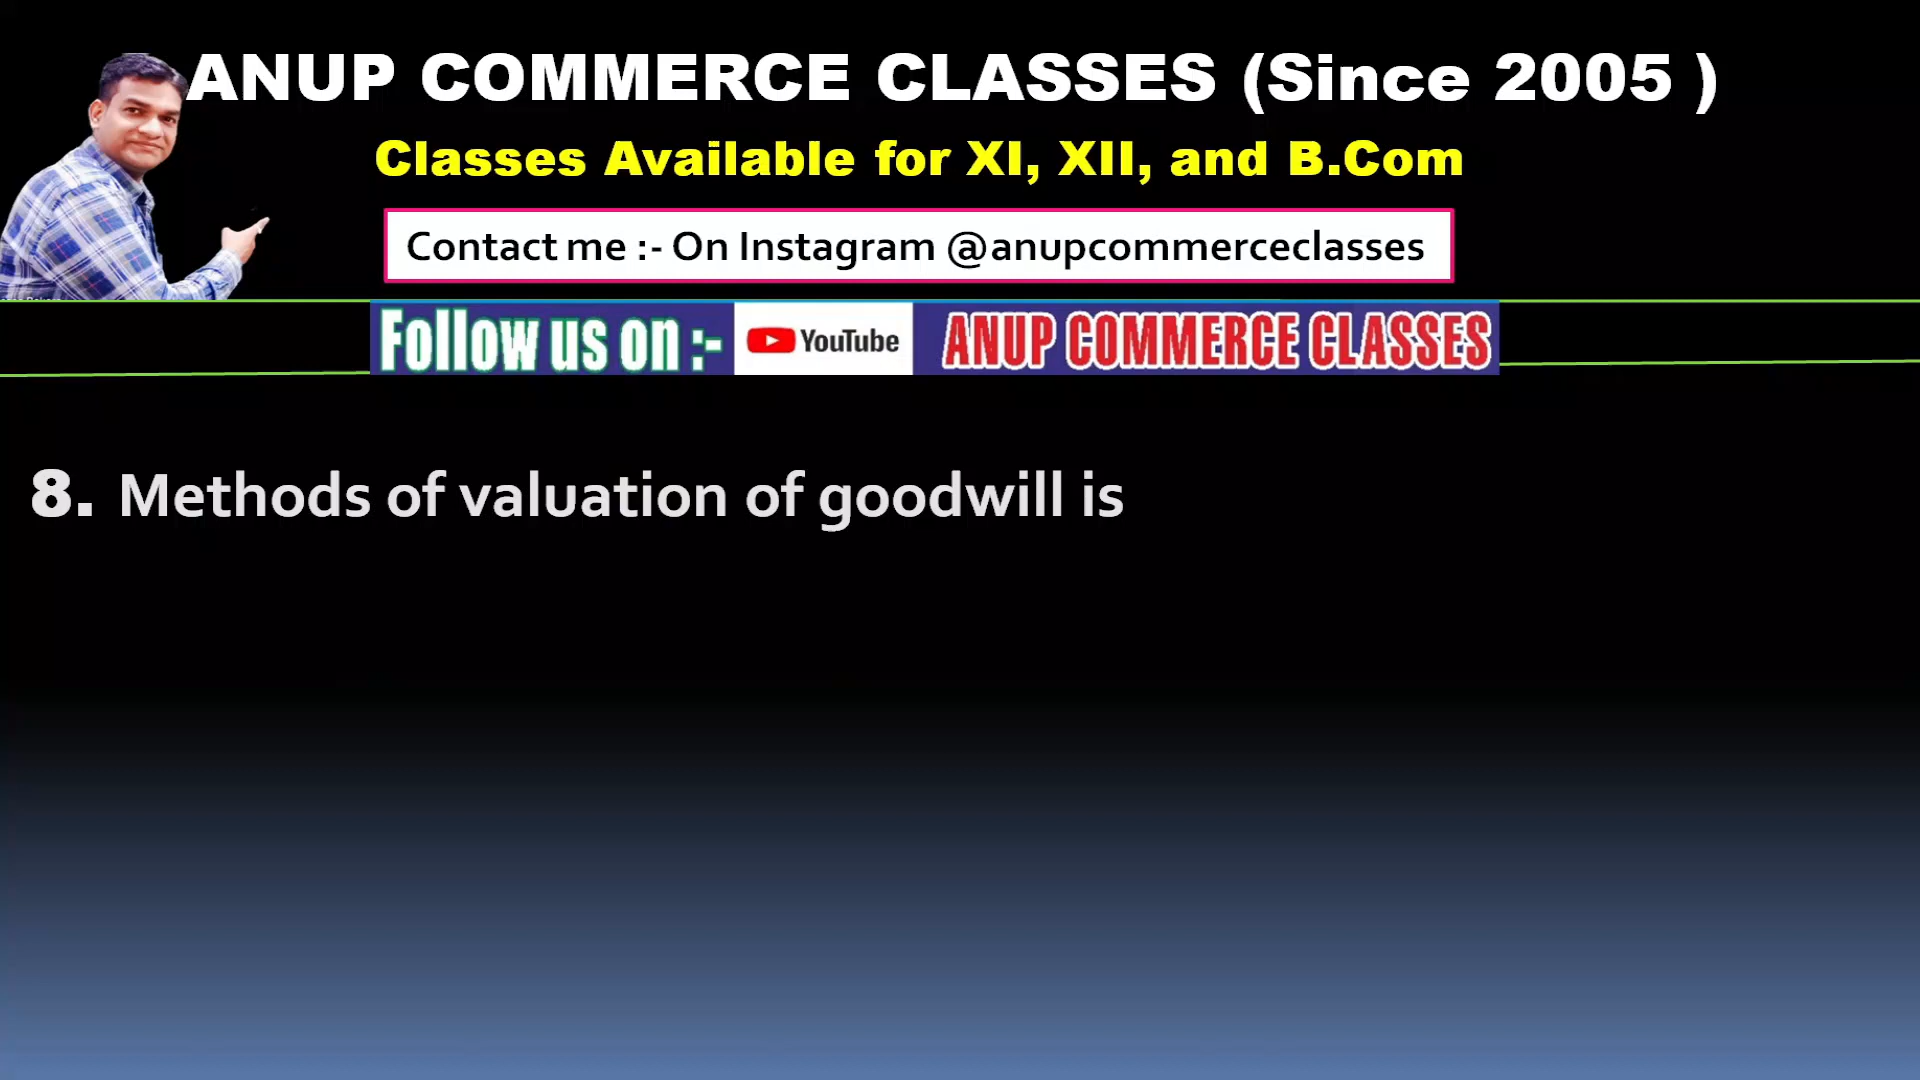 ANUP COMMERCE CLASSES (Since 2005 )
Classes Available for XI, XII, and B.Com
Contact me :- On Instagram @anupcommerceclasses
Follow us on :- YouTube ANUP COMMERCE CLASSES
8. Methods of valuation of goodwill is